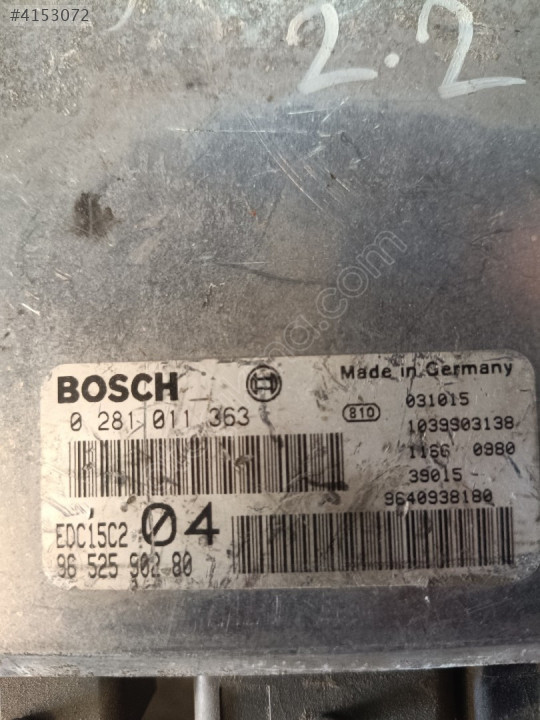 #4153072
2.2
BOSCH
Made in Germany
0 281 011 363
810
031015
1039S03138
1166 0980
39015
9640938180
EDC15C2 04
96 525 902 80